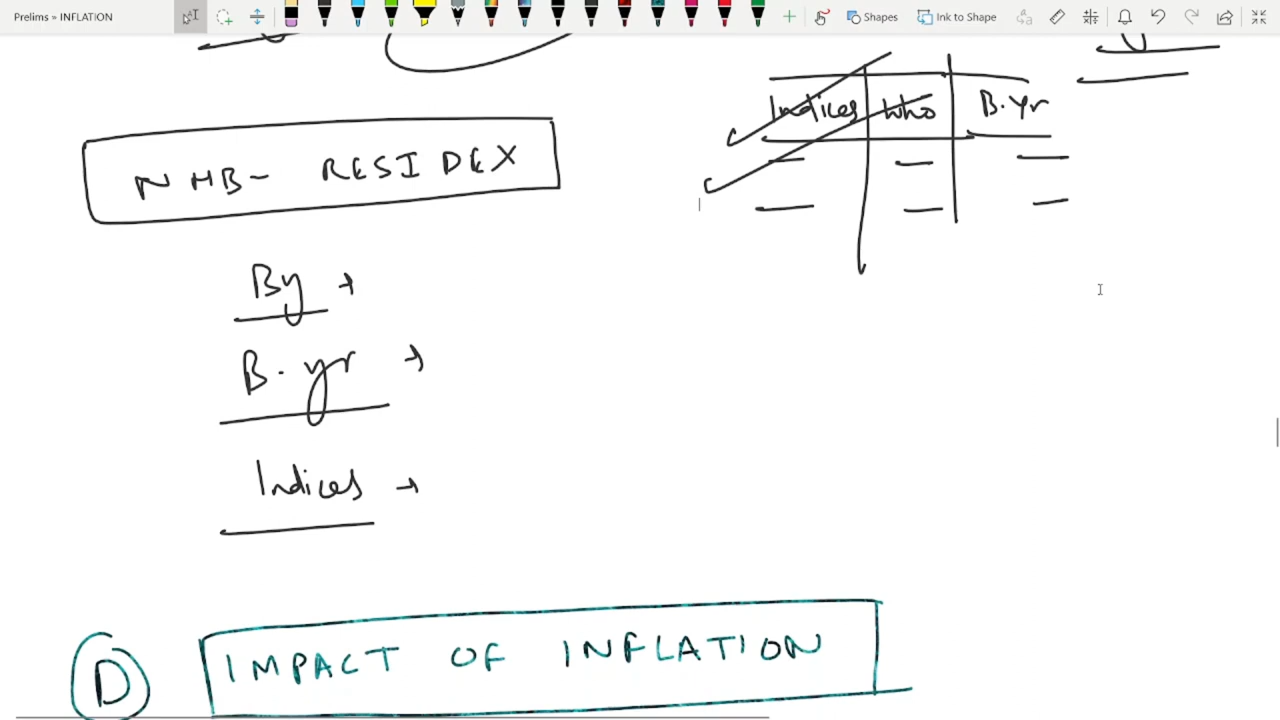 Prelims » INFLATION
Shapes
Ink to Shape
Indices who B.Yr
NHB- RESIDEX
By →
B.yr →
Indices →
D IMPACT OF INFLATION